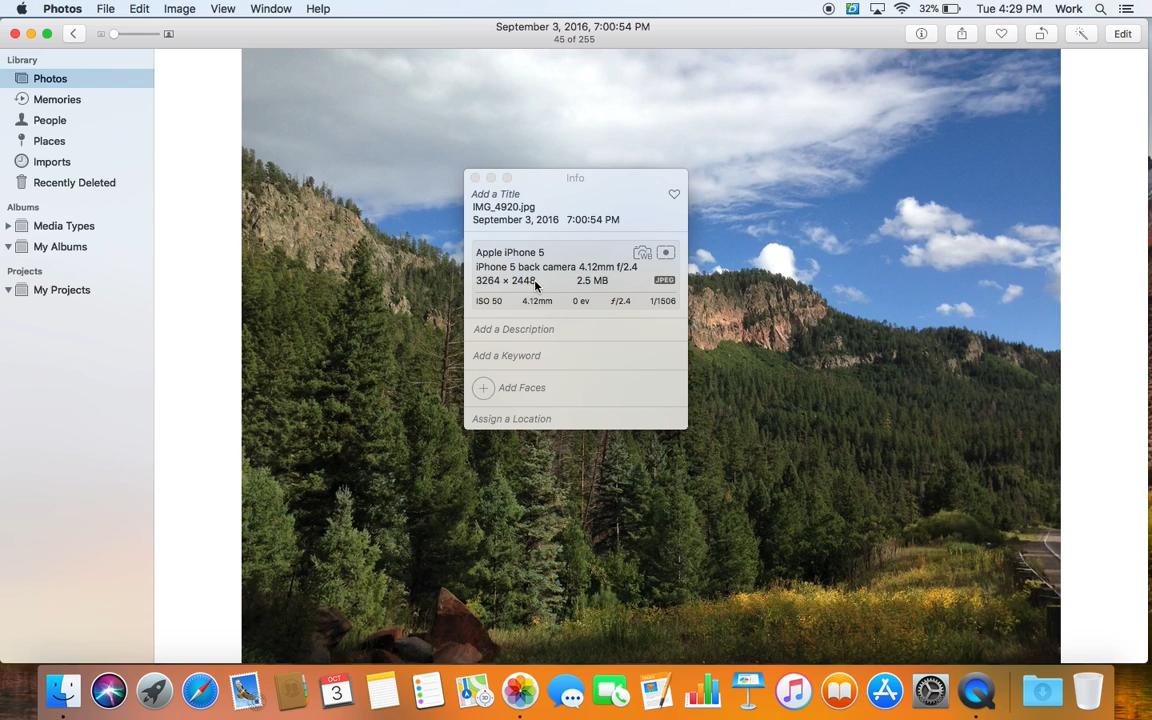 Photos File Edit Image View Window Help 32% Tue 4:29 PM Work
September 3, 2016, 7:00:54 PM
45 of 255
Edit
Library
Photos
Memories
People
Places
Imports
Recently Deleted
Albums
Media Types
My Albums
Projects
My Projects
Info
Add a Title
IMG_4920.jpg
September 3, 2016 7:00:54 PM
Apple iPhone 5
WB
iPhone 5 back camera 4.12mm f/2.4
3264 × 2448 2.5 MB JPEG
ISO 50 4.12mm 0 ev ƒ/2.4 1/1506
Add a Description
Add a Keyword
Add Faces
Assign a Location
OCT
3